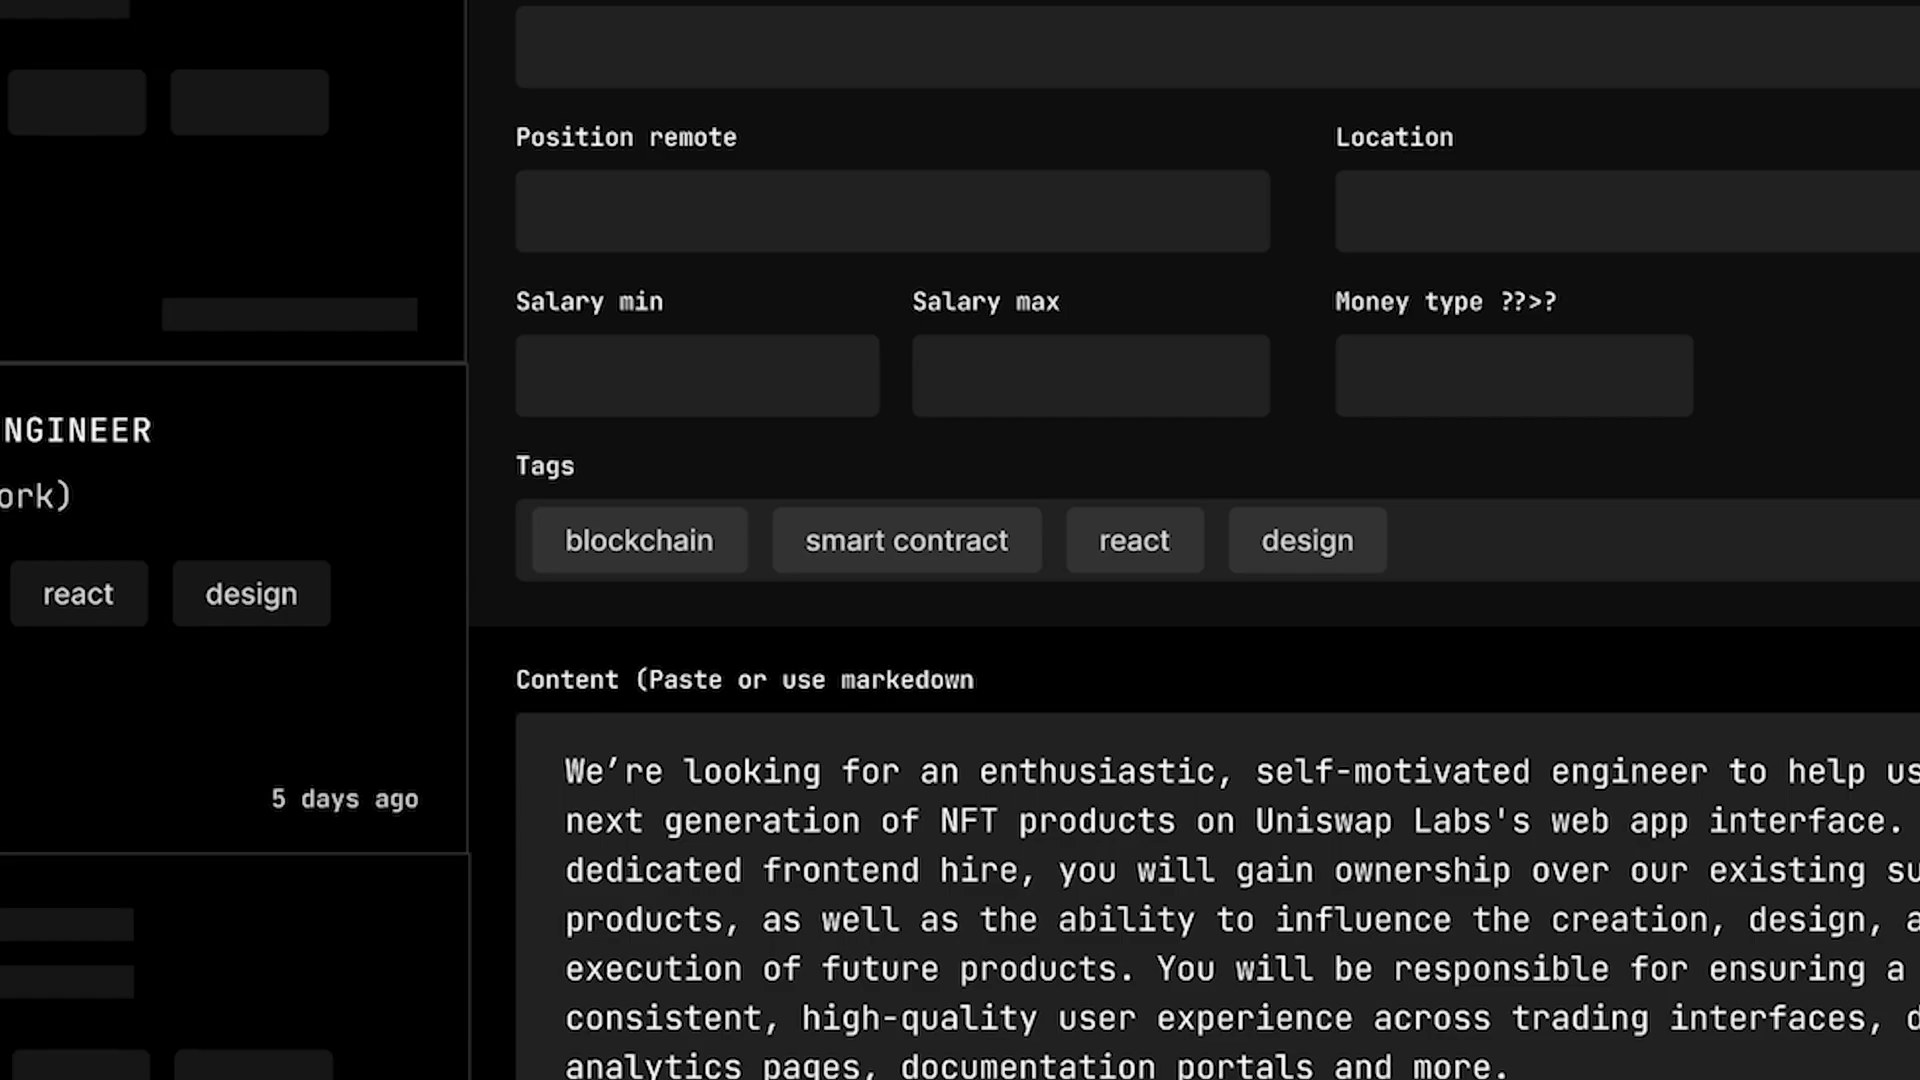 Position remote
Location
Salary min
Salary max
Money type ??>?
NGINEER
Tags
ork)
blockchain
smart contract
react
design
react
design
Content (Paste or use markedown
5 days ago
We’re looking for an enthusiastic, self-motivated engineer to help us
next generation of NFT products on Uniswap Labs's web app interface.
dedicated frontend hire, you will gain ownership over our existing su
products, as well as the ability to influence the creation, design, a
execution of future products. You will be responsible for ensuring a
consistent, high-quality user experience across trading interfaces, d
analytics pages, documentation portals and more.